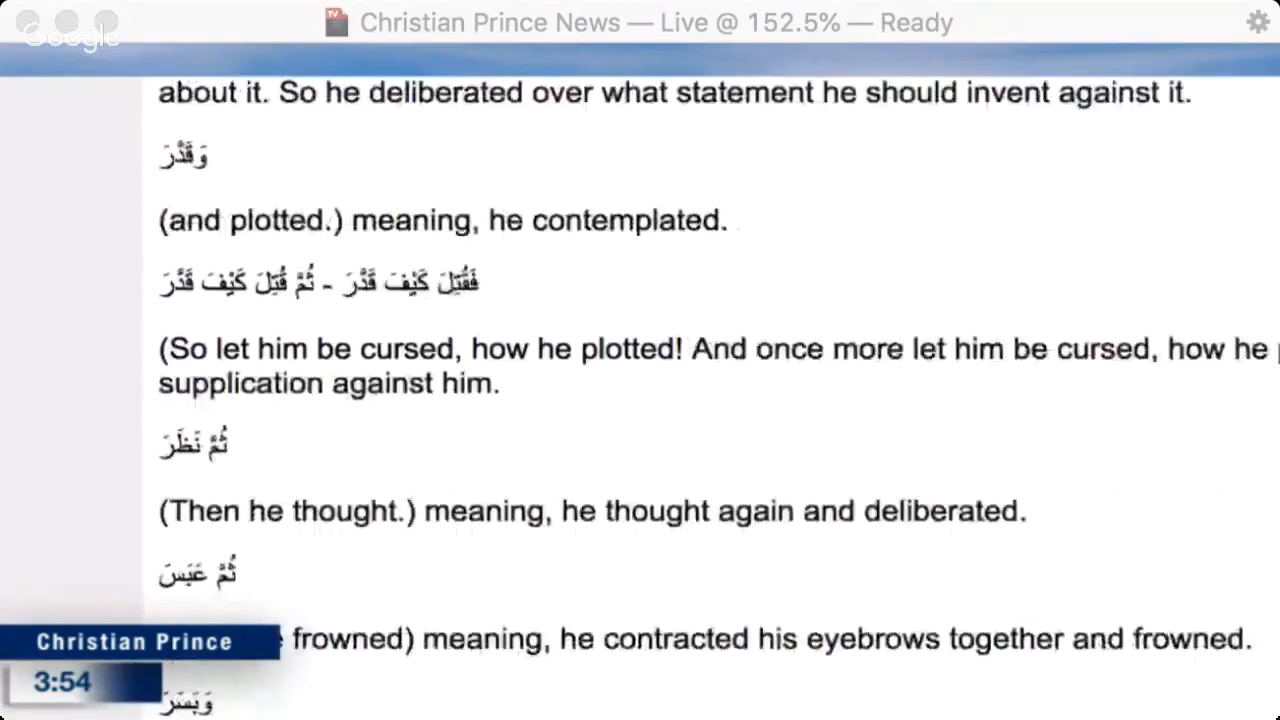 Christian Prince News — Live @ 152.5% — Ready
Google
about it. So he deliberated over what statement he should invent against it.
وَقَدَّرَ
(and plotted.) meaning, he contemplated.
فَقُتِلَ كَيْفَ قَدَّرَ - ثُمَّ قُتِلَ كَيْفَ قَدَّرَ
(So let him be cursed, how he plotted! And once more let him be cursed, how he
supplication against him.
ثُمَّ نَظَرَ
(Then he thought.) meaning, he thought again and deliberated.
ثُمَّ عَبَسَ
frowned) meaning, he contracted his eyebrows together and frowned.
Christian Prince
3:54
وَبَسَرَ